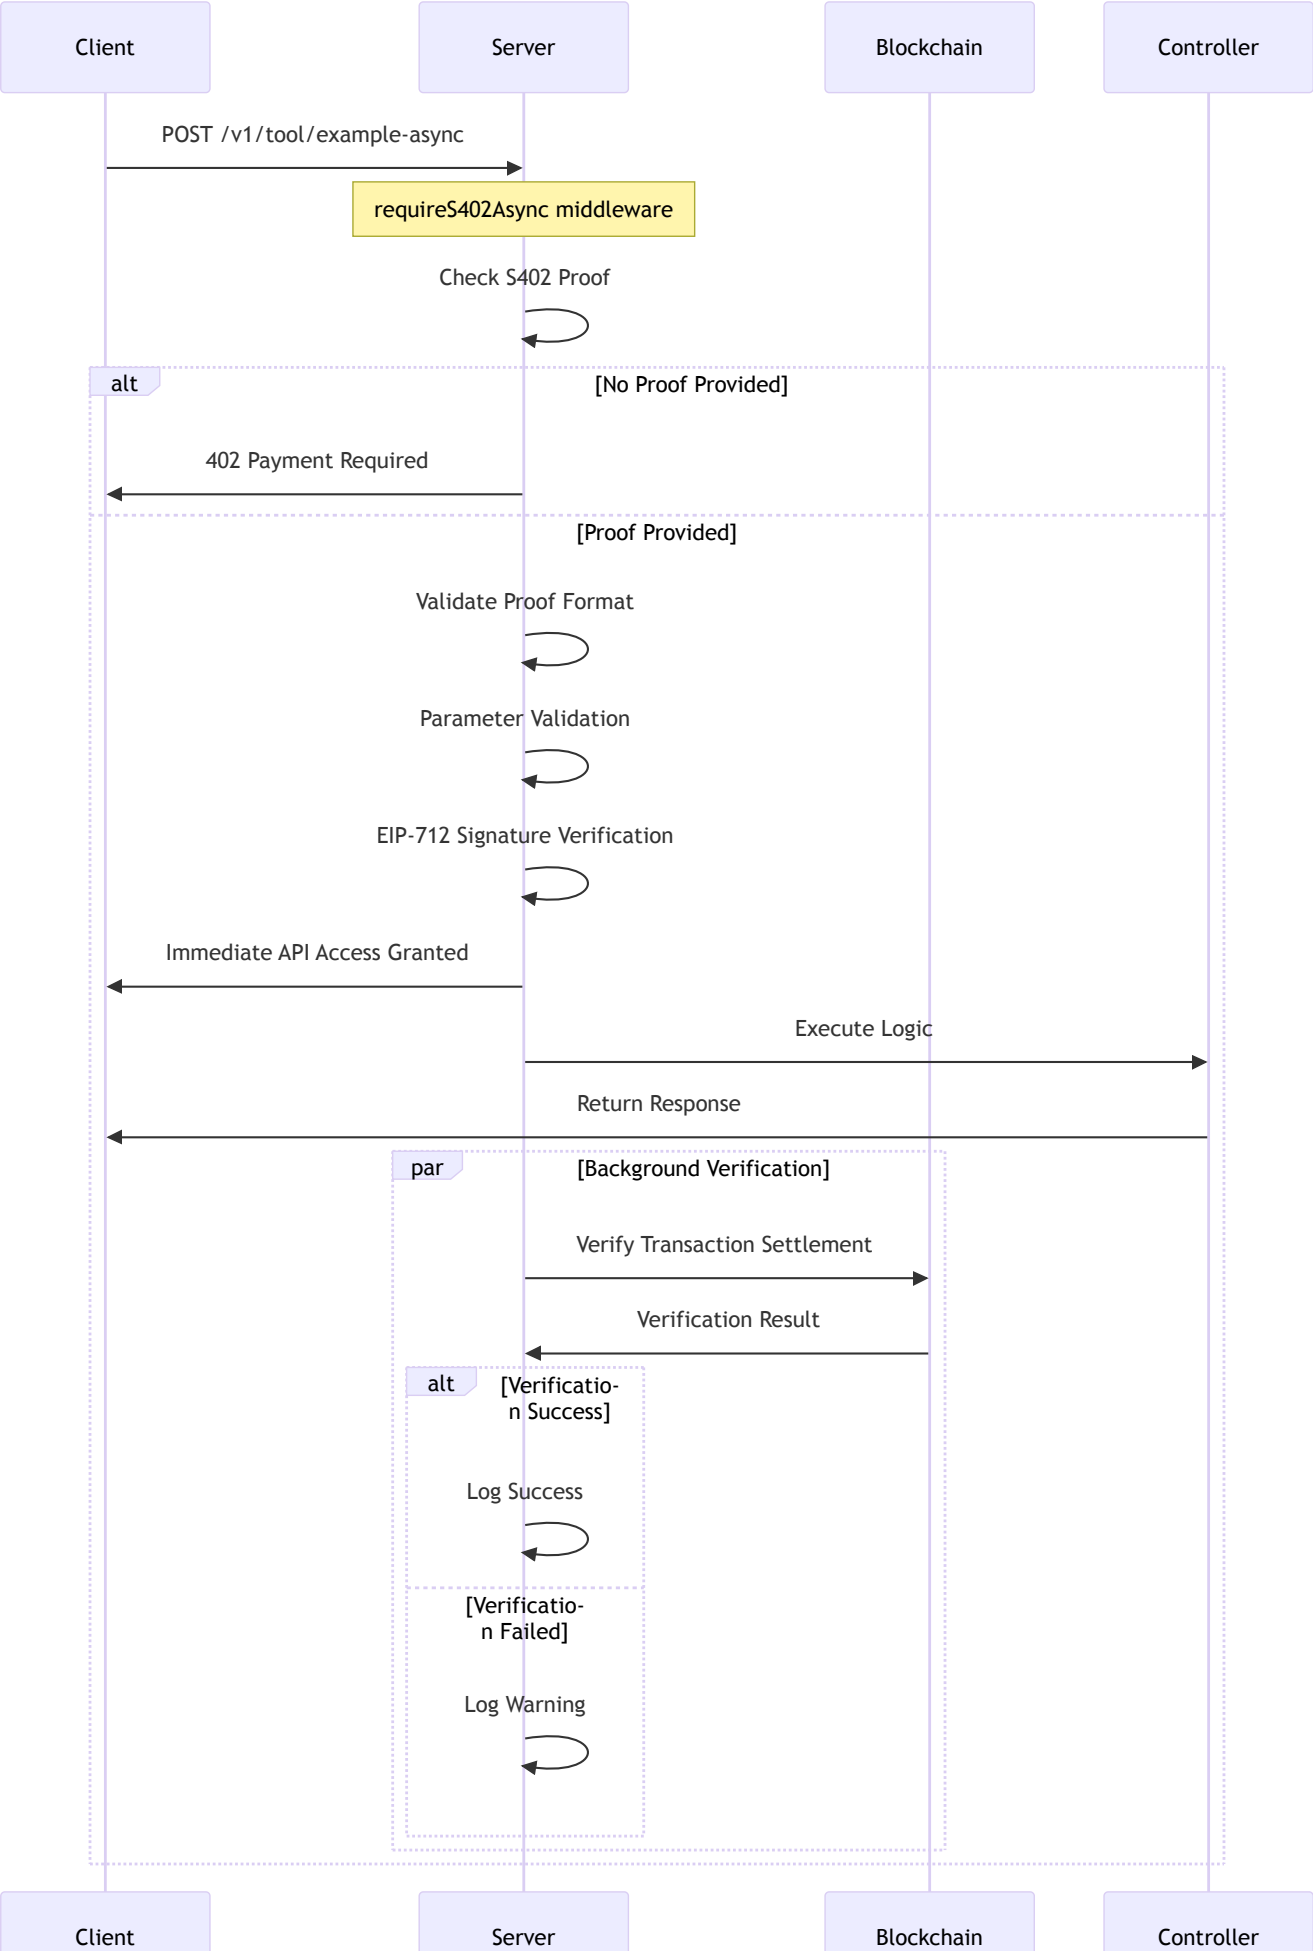 Client
Server
Blockchain
Controller
POST /v1/tool/example-async
requireS402Async middleware
Check S402 Proof
alt
[No Proof Provided]
402 Payment Required
[Proof Provided]
Validate Proof Format
Parameter Validation
EIP-712 Signature Verification
Immediate API Access Granted
Execute Logic
Return Response
par
[Background Verification]
Verify Transaction Settlement
Verification Result
alt
[Verificatio-
n Success]
Log Success
[Verificatio-
n Failed]
Log Warning
Client
Server
Blockchain
Controller